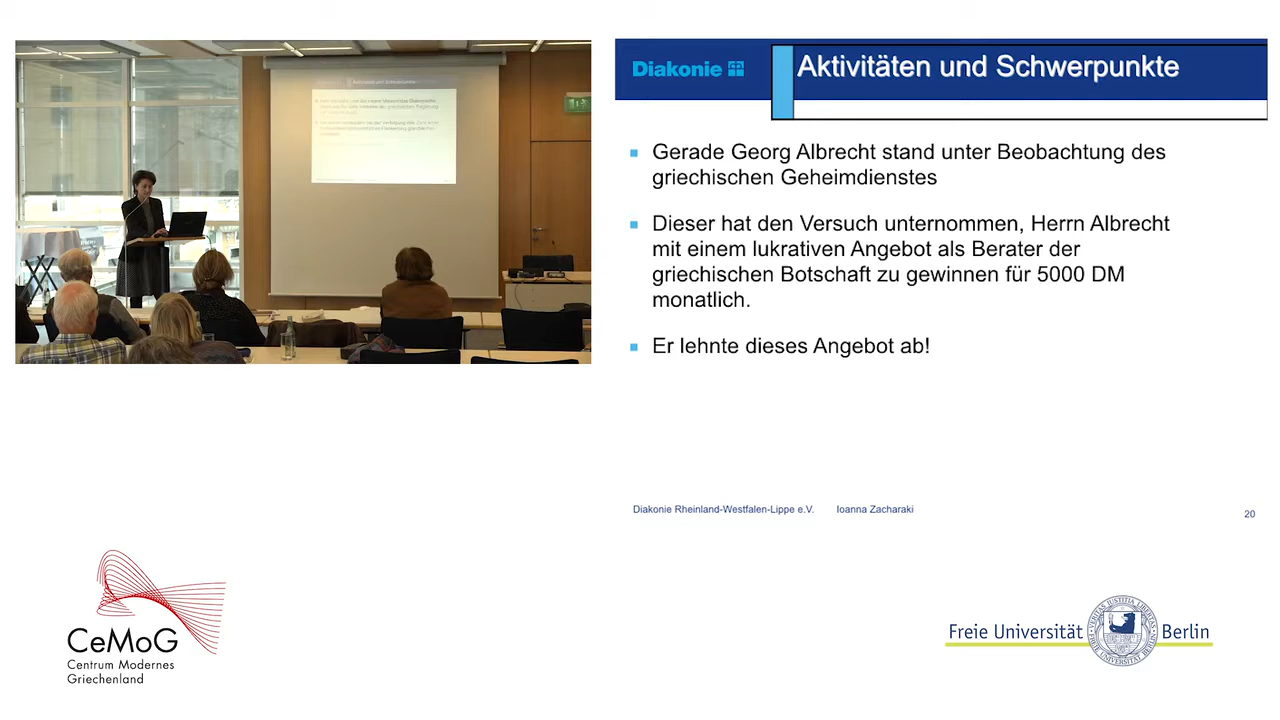 Diakonie
Aktivitäten und Schwerpunkte
Gerade Georg Albrecht stand unter Beobachtung des
griechischen Geheimdienstes
Dieser hat den Versuch unternommen, Herrn Albrecht
mit einem lukrativen Angebot als Berater der
griechischen Botschaft zu gewinnen für 5000 DM
monatlich.
Er lehnte dieses Angebot ab!
Diakonie Rheinland-Westfalen-Lippe e.V. Ioanna Zacharaki
20
CeMoG
Centrum Modernes
Griechenland
Freie Universität Berlin